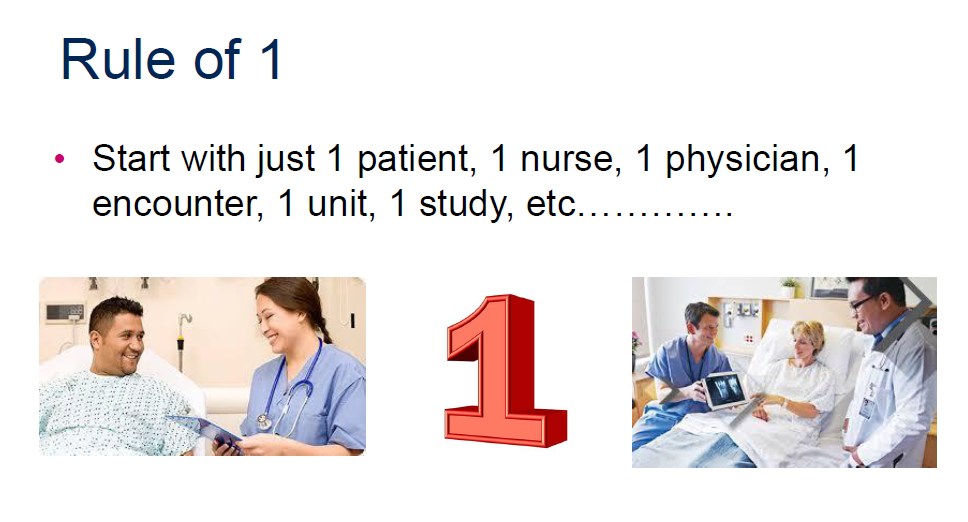 Rule of 1
• Start with just 1 patient, 1 nurse, 1 physician, 1
encounter, 1 unit, 1 study, etc………….
1